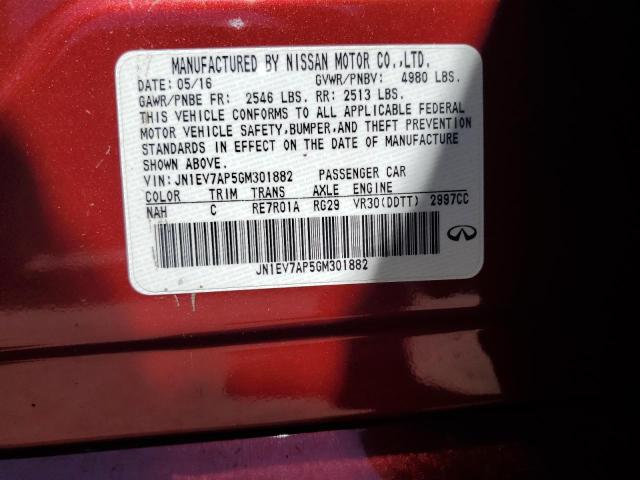 MANUFACTURED BY NISSAN MOTOR CO.,LTD.
DATE: 05/16 GVWR/PNBV: 4980 LBS.
GAWR/PNBE FR: 2546 LBS. RR: 2513 LBS.
THIS VEHICLE CONFORMS TO ALL APPLICABLE FEDERAL
MOTOR VEHICLE SAFETY,BUMPER,AND THEFT PREVENTION
STANDARDS IN EFFECT ON THE DATE OF MANUFACTURE
SHOWN ABOVE.
VIN: JN1EV7AP5GM301882 PASSENGER CAR
COLOR TRIM TRANS AXLE ENGINE
NAH C RE7R01A RG29 VR30(DDTT) 2997CC
JN1EV7AP5GM301882